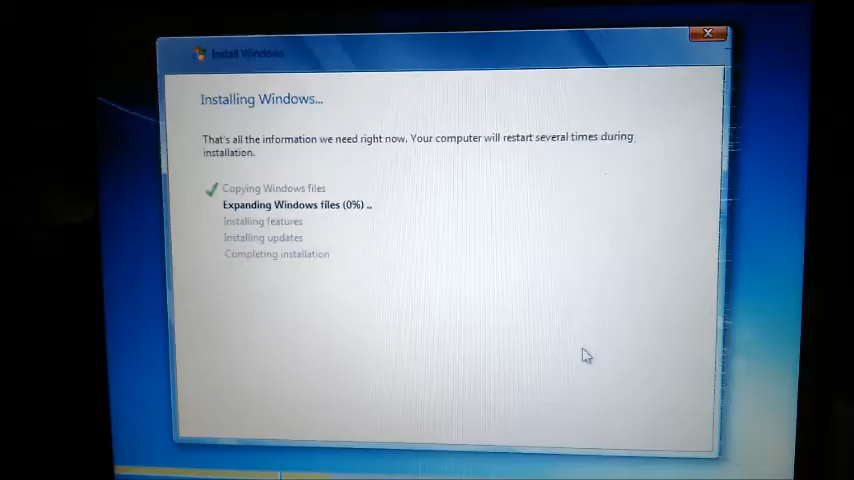 Install Windows
Installing Windows...
That's all the information we need right now. Your computer will restart several times during
installation.
Copying Windows files
Expanding Windows files (0%) ..
Installing features
Installing updates
Completing installation